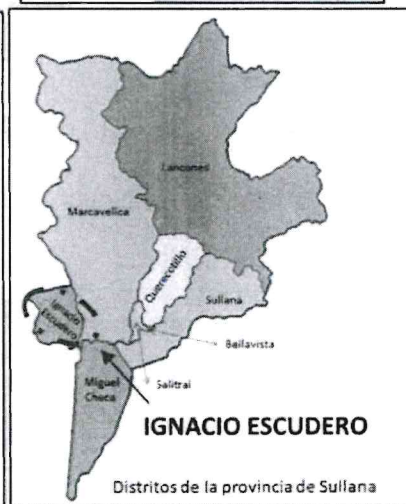 Lancones
Marcavelica
Querecotillo
Sullana
Ignacio
Escudero
Bellavista
Miguel
Checa
Salitral
IGNACIO ESCUDERO
Distritos de la provincia de Sullana